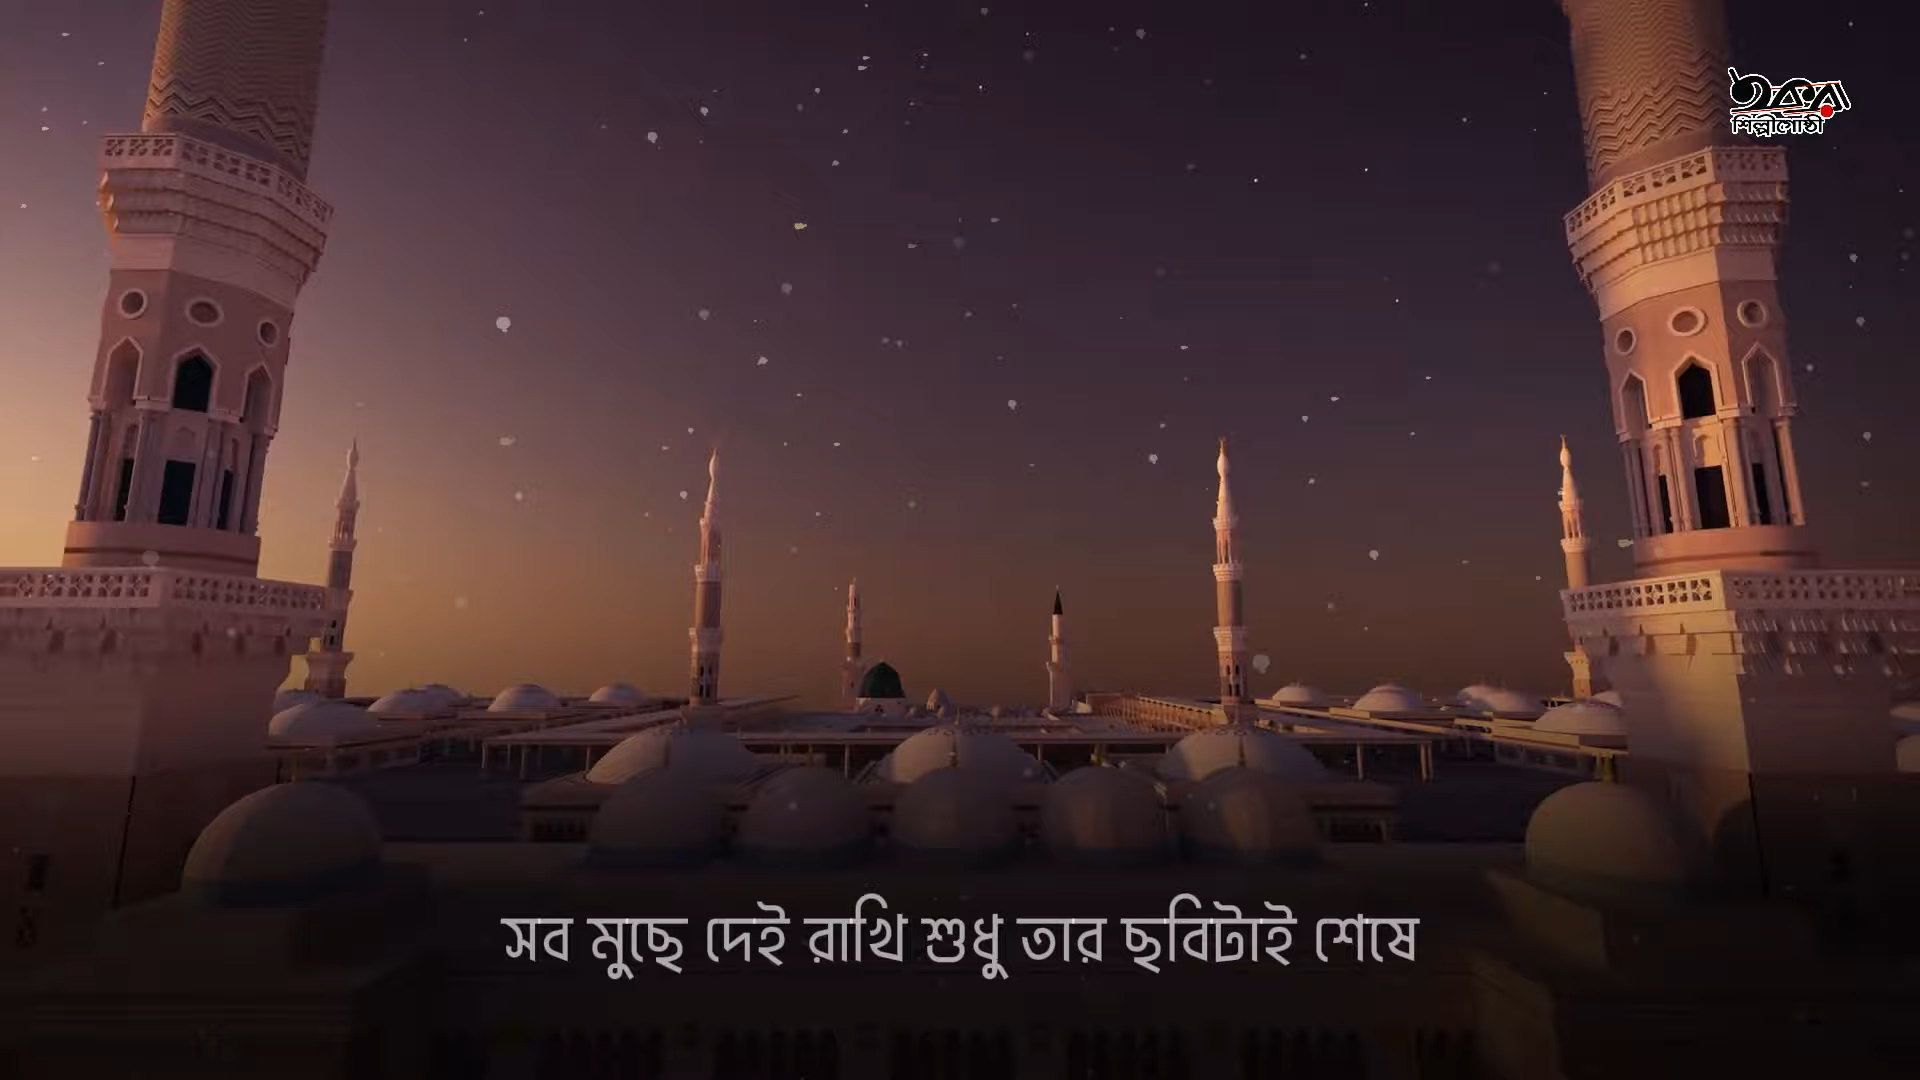 শিল্পীগোষ্ঠী
সব মুছে দেই রাখি শুধু তার ছবিটাই শেষে